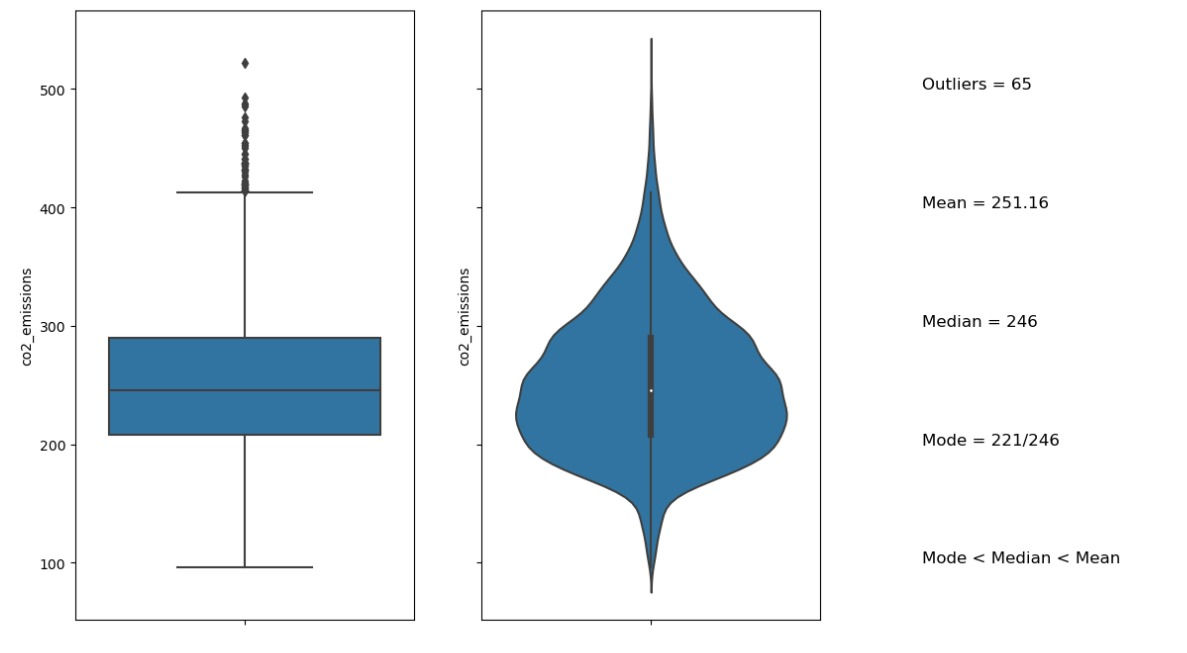 500
400
300
200
100
co2_emissions
co2_emissions
Outliers = 65
Mean = 251.16
Median = 246
Mode = 221/246
Mode < Median < Mean